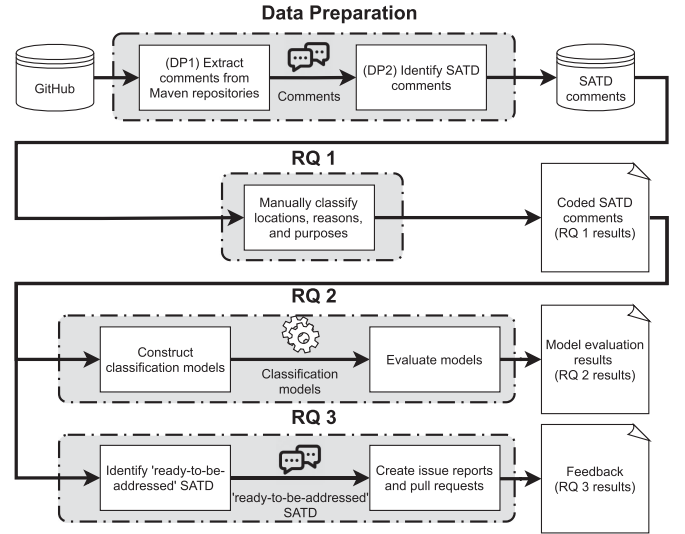 Data Preparation
GitHub
(DP1) Extract
comments from
Maven repositories
Comments
(DP2) Identify SATD
comments
SATD
comments
RQ 1
Manually classify
locations, reasons,
and purposes
Coded SATD
comments
(RQ 1 results)
RQ 2
Construct
classification models
Classification
models
Evaluate models
Model evaluation
results
(RQ 2 results)
RQ 3
Identify 'ready-to-be-
addressed' SATD
'ready-to-be-addressed'
SATD
Create issue reports
and pull requests
Feedback
(RQ 3 results)